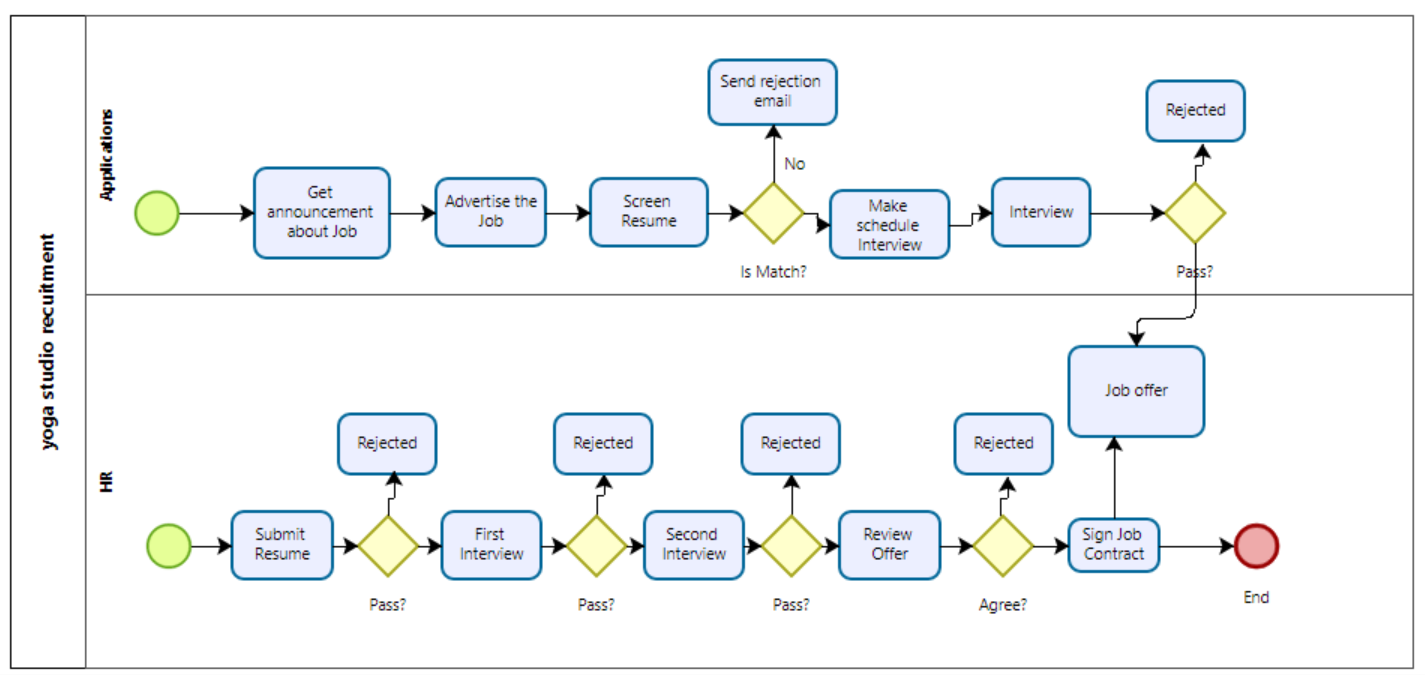 yoga studio recuitment
Applications
Get
announcement
about Job
Advertise the
Job
Screen
Resume
Send rejection
email
No
Is Match?
Make
schedule
Interview
Interview
Rejected
Pass?
HR
Job offer
Submit
Resume
Rejected
Pass?
First
Interview
Rejected
Pass?
Second
Interview
Rejected
Pass?
Review
Offer
Rejected
Agree?
Sign Job
Contract
End